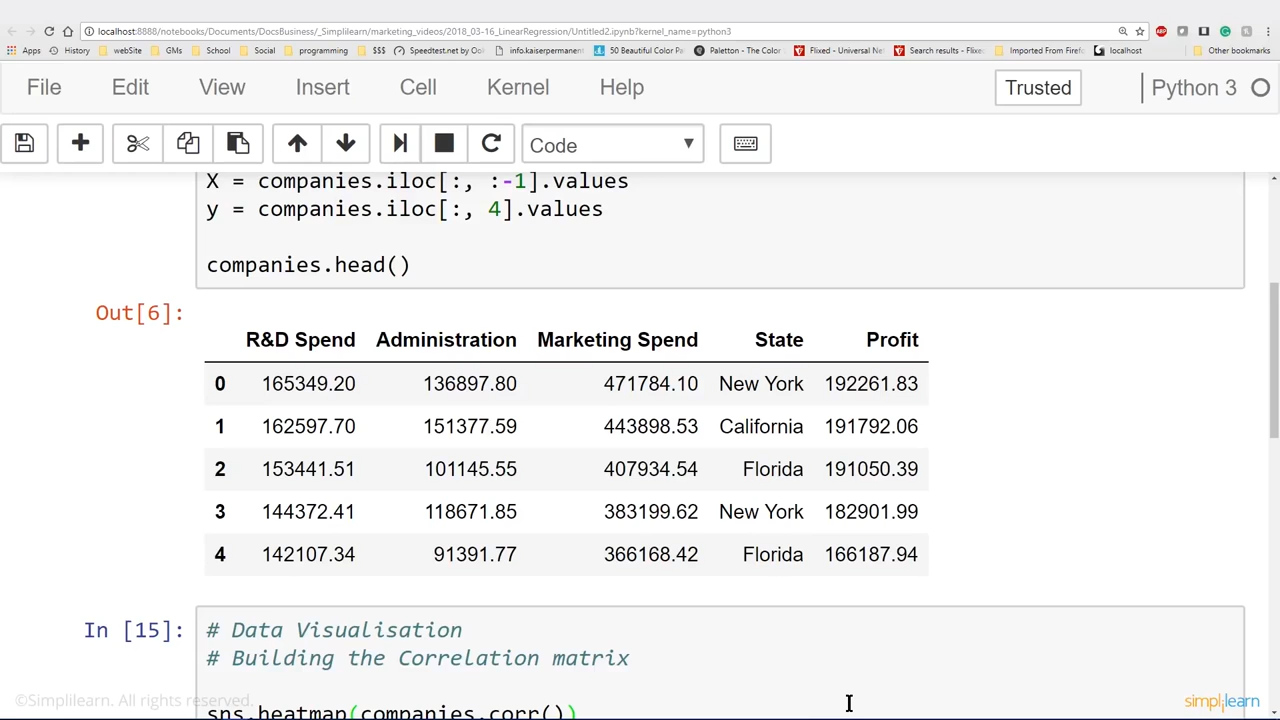 localhost:8888/notebooks/Documents/DocsBusiness/_Simplilearn/marketing_videos/2018_03-16_LinearRegression/Untitled2.ipynb?kernel_name=python3
Apps History webSite GMs School Social programming $$$ Speedtest.net by Ook info.kaiserpermanent 50 Beautiful Color Pa Palette - The Color Flixed - Universal Net Search results - Flixe Imported From Firef localhost Other bookmarks
File Edit View Insert Cell Kernel Help Trusted Python 3
Code
X = companies.iloc[:, :-1].values
y = companies.iloc[:, 4].values
companies.head()
Out[6]:
R&D Spend Administration Marketing Spend State Profit
0 165349.20 136897.80 471784.10 New York 192261.83
1 162597.70 151377.59 443898.53 California 191792.06
2 153441.51 101145.55 407934.54 Florida 191050.39
3 144372.41 118671.85 383199.62 New York 182901.99
4 142107.34 91391.77 366168.42 Florida 166187.94
In [15]: # Data Visualisation
# Building the Correlation matrix
©Simplilearn. All rights reserved. simplilearn
sns.heatmap(companies.corr())